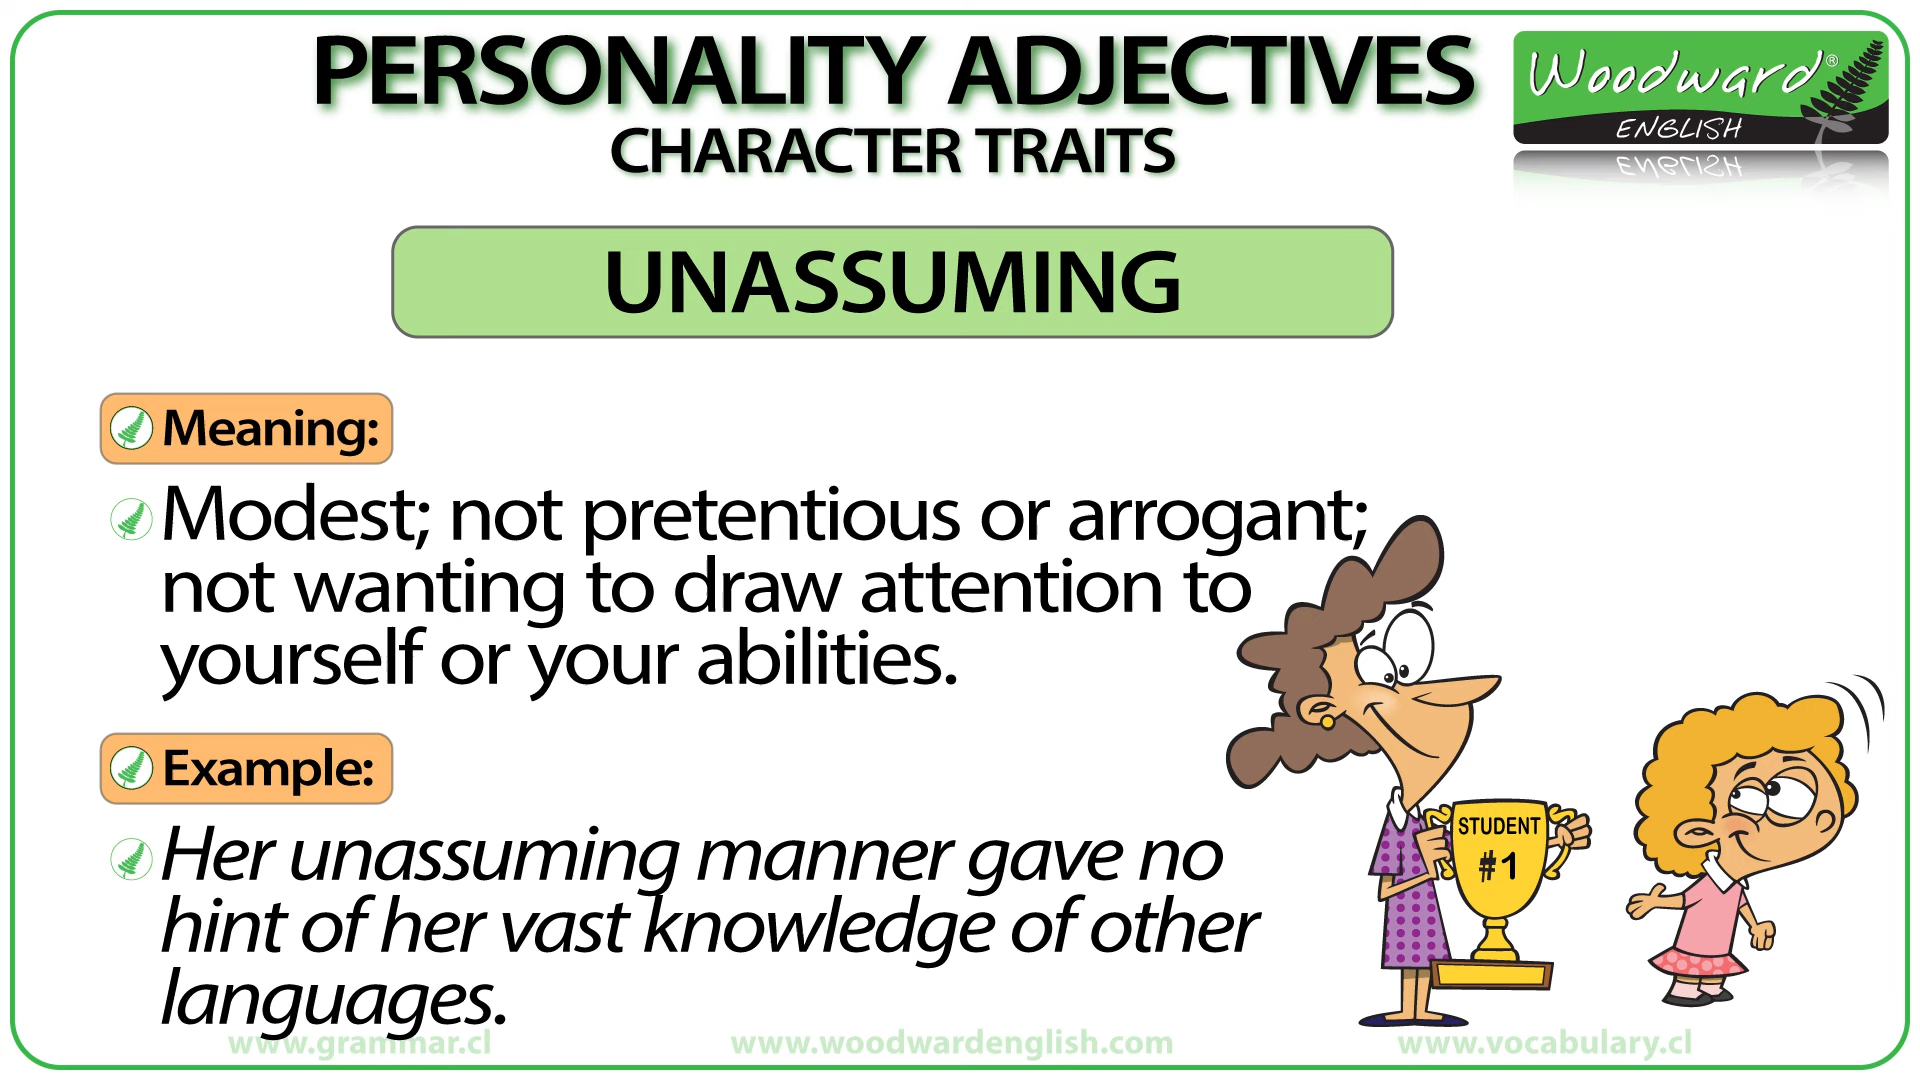 PERSONALITY ADJECTIVES
CHARACTER TRAITS
Woodward®
ENGLISH
UNASSUMING
Meaning:
Modest; not pretentious or arrogant;
not wanting to draw attention to
yourself or your abilities.
Example:
Her unassuming manner gave no
hint of her vast knowledge of other
languages.
STUDENT
#1
www.grammar.cl
www.woodwardenglish.com
www.vocabulary.cl